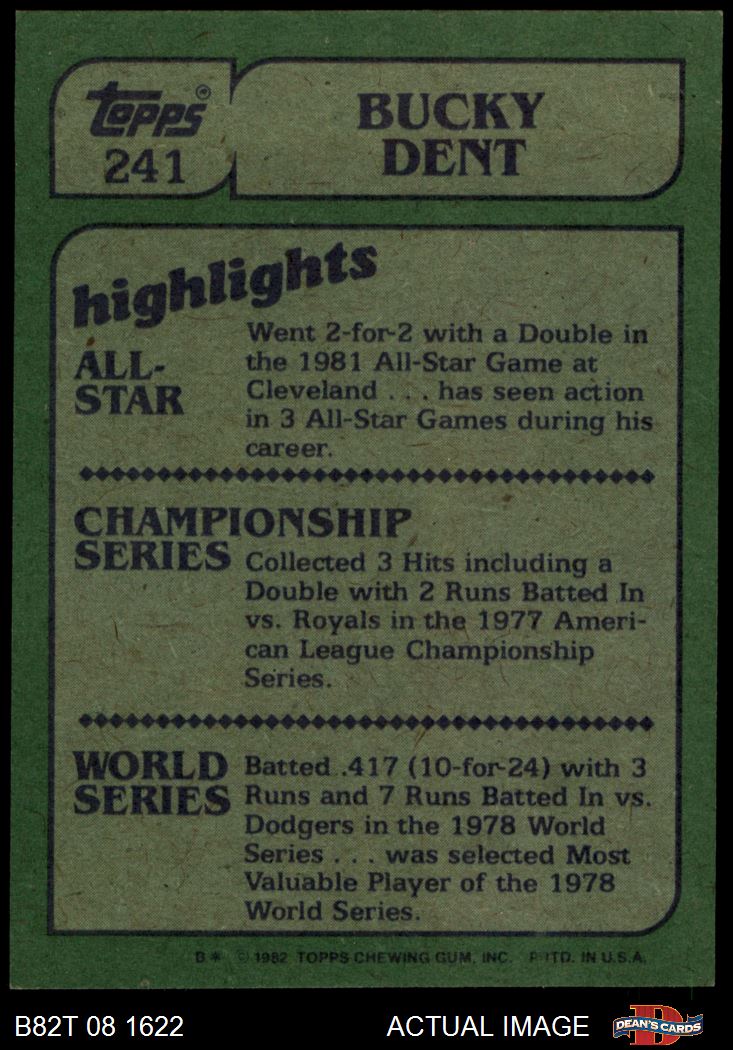 Topps®
241
BUCKY
DENT
highlights
ALL-
STAR
Went 2-for-2 with a Double in
the 1981 All-Star Game at
Cleveland . . . has seen action
in 3 All-Star Games during his
career.
CHAMPIONSHIP
SERIES
Collected 3 Hits including a
Double with 2 Runs Batted In
vs. Royals in the 1977 Ameri-
can League Championship
Series.
WORLD
SERIES
Batted .417 (10-for-24) with 3
Runs and 7 Runs Batted In vs.
Dodgers in the 1978 World
Series . . . was selected Most
Valuable Player of the 1978
World Series.
B* © 1982 TOPPS CHEWING GUM, INC. PRTD. IN U.S.A.
B82T 08 1622
ACTUAL IMAGE
D
DEAN'S CARDS